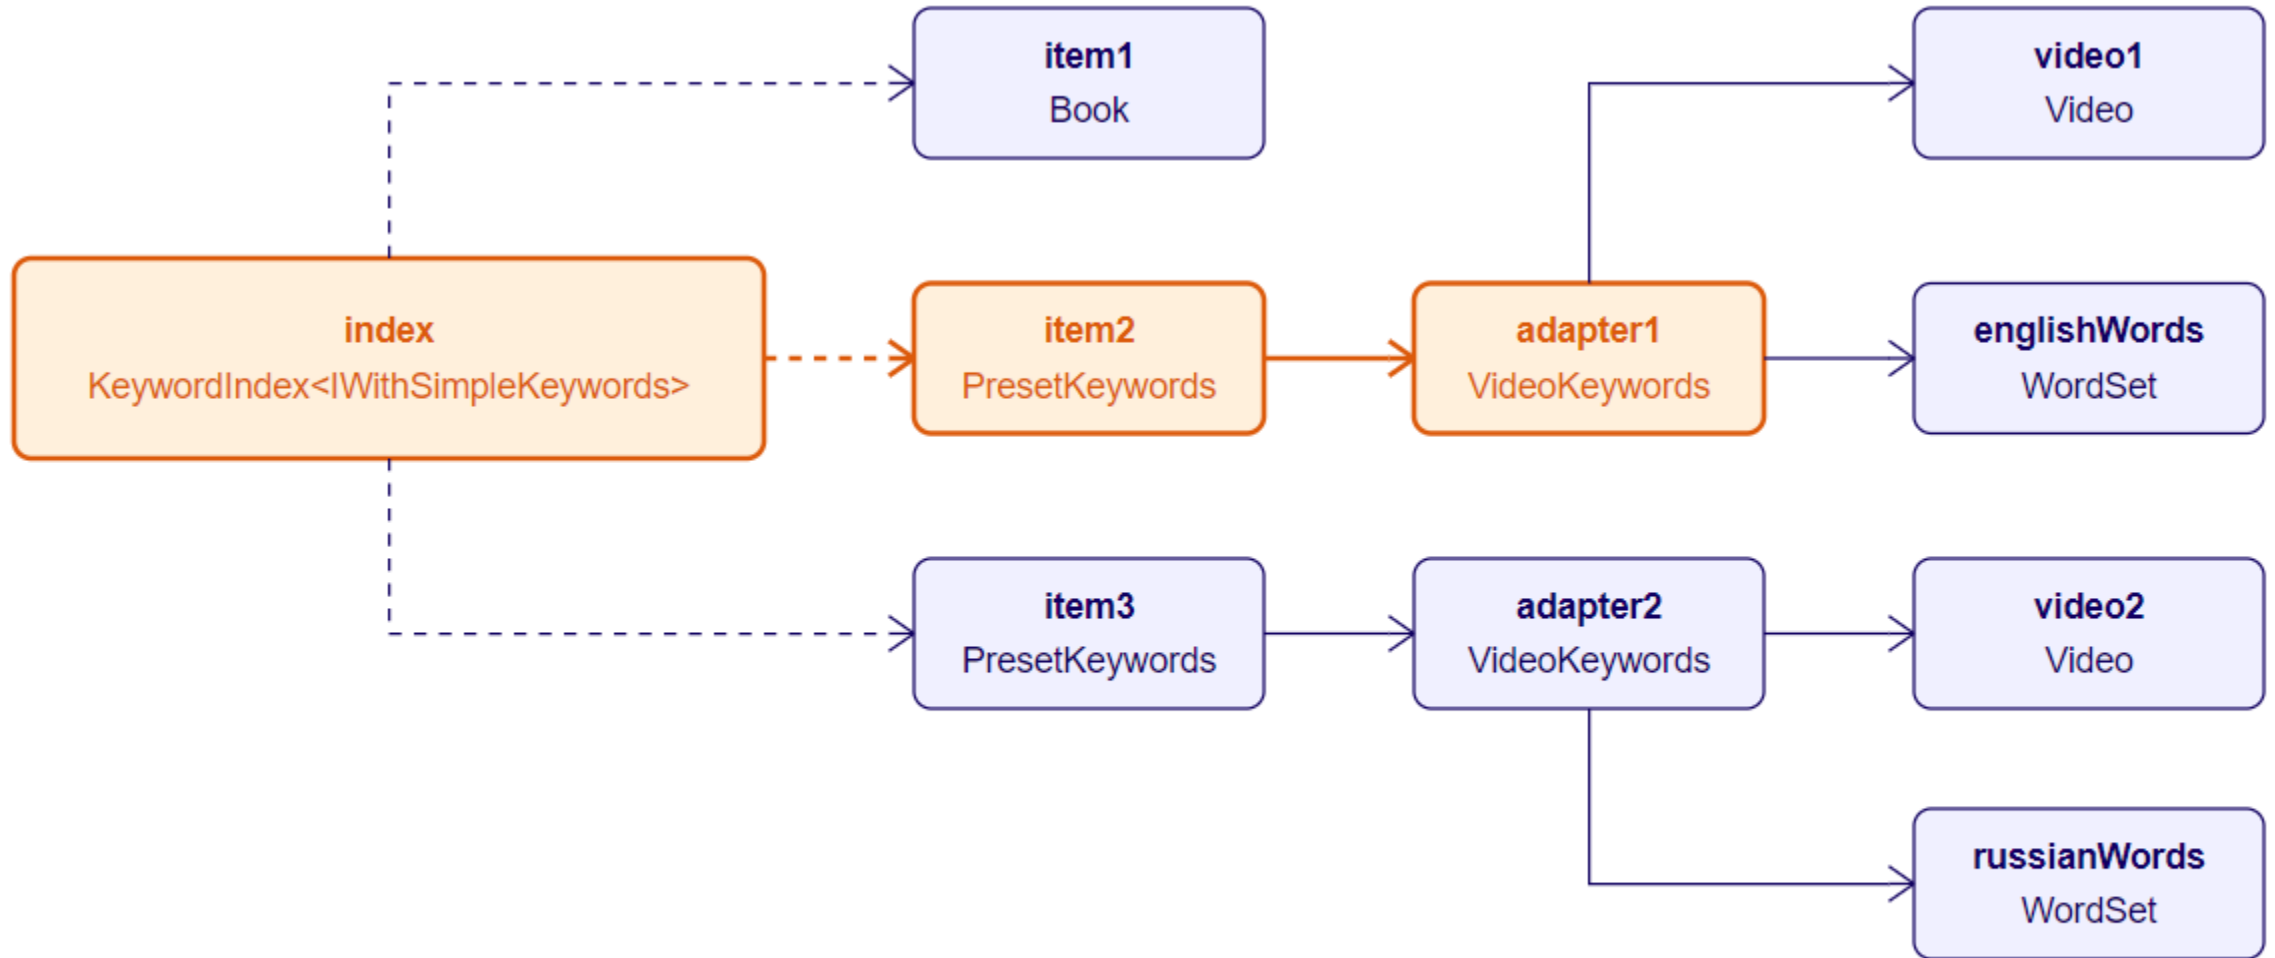 item1
Book
video1
Video
index
KeywordIndex<IWithSimpleKeywords>
item2
PresetKeywords
adapter1
VideoKeywords
englishWords
WordSet
item3
PresetKeywords
adapter2
VideoKeywords
video2
Video
russianWords
WordSet